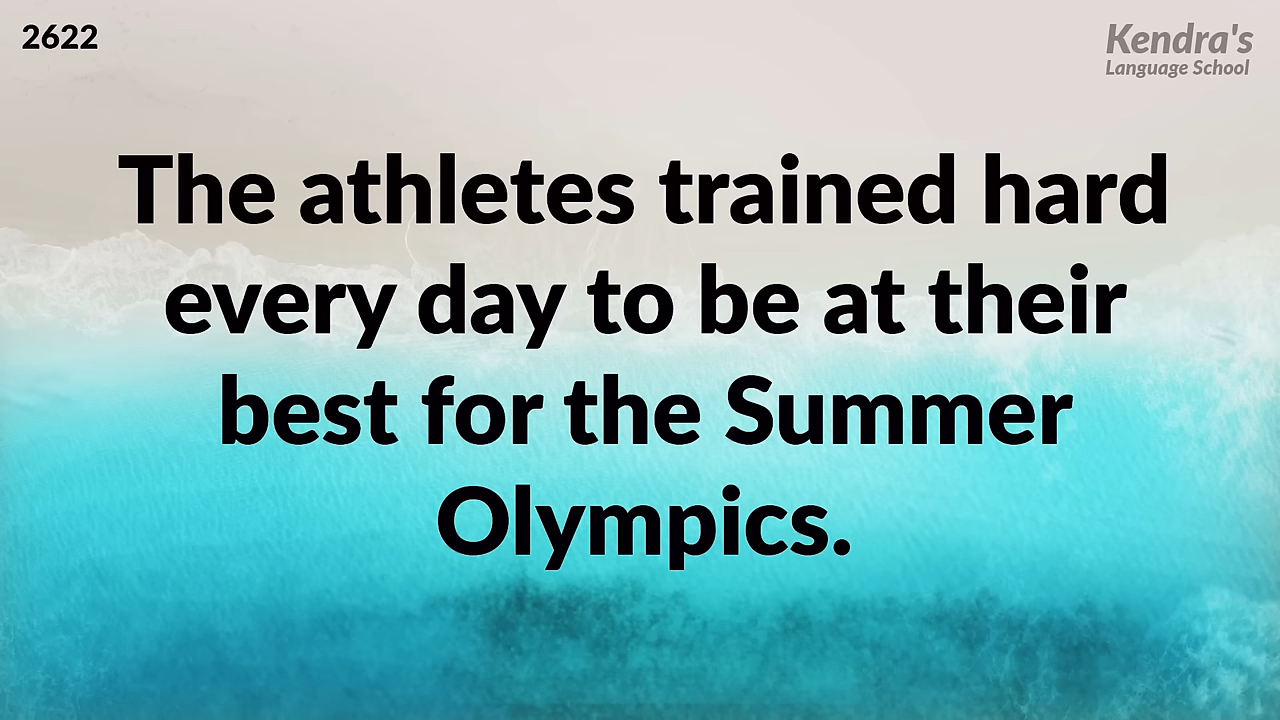 2622
Kendra's
Language School
The athletes trained hard
every day to be at their
best for the Summer
Olympics.